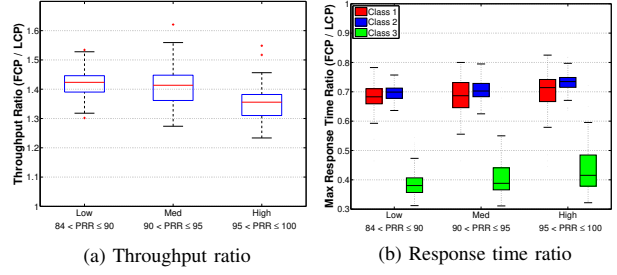 Throughput Ratio (FCP / LCP)
1.6
1.5
1.4
1.3
1.2
1.1
1
Low
Med
High
84 < PRR ≤ 90
90 < PRR ≤ 95
95 < PRR ≤ 100
(a) Throughput ratio
Max Response Time Ratio (FCP / LCP)
Class 1
Class 2
Class 3
0.9
0.8
0.7
0.6
0.5
0.4
0.3
Low
Med
High
84 < PRR ≤ 90
90 < PRR ≤ 95
95 < PRR ≤ 100
(b) Response time ratio